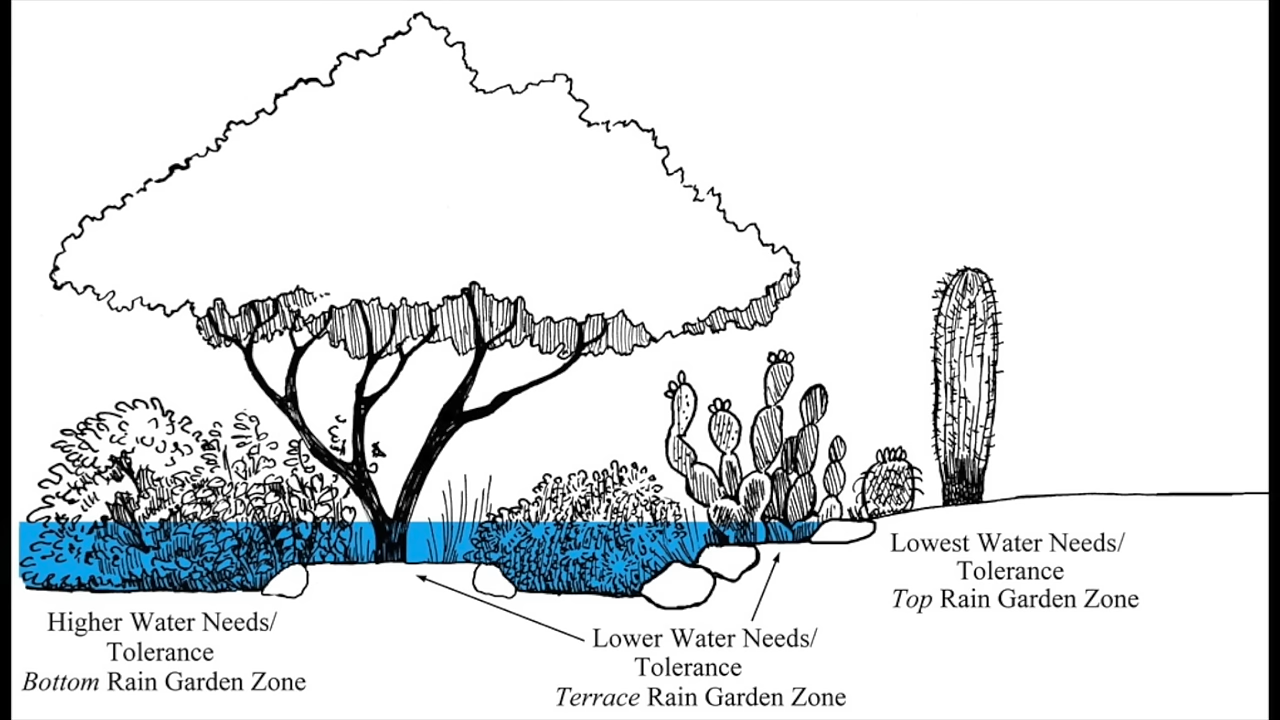 Lowest Water Needs/
Tolerance
Top Rain Garden Zone
Higher Water Needs/
Tolerance
Bottom Rain Garden Zone
Lower Water Needs/
Tolerance
Terrace Rain Garden Zone